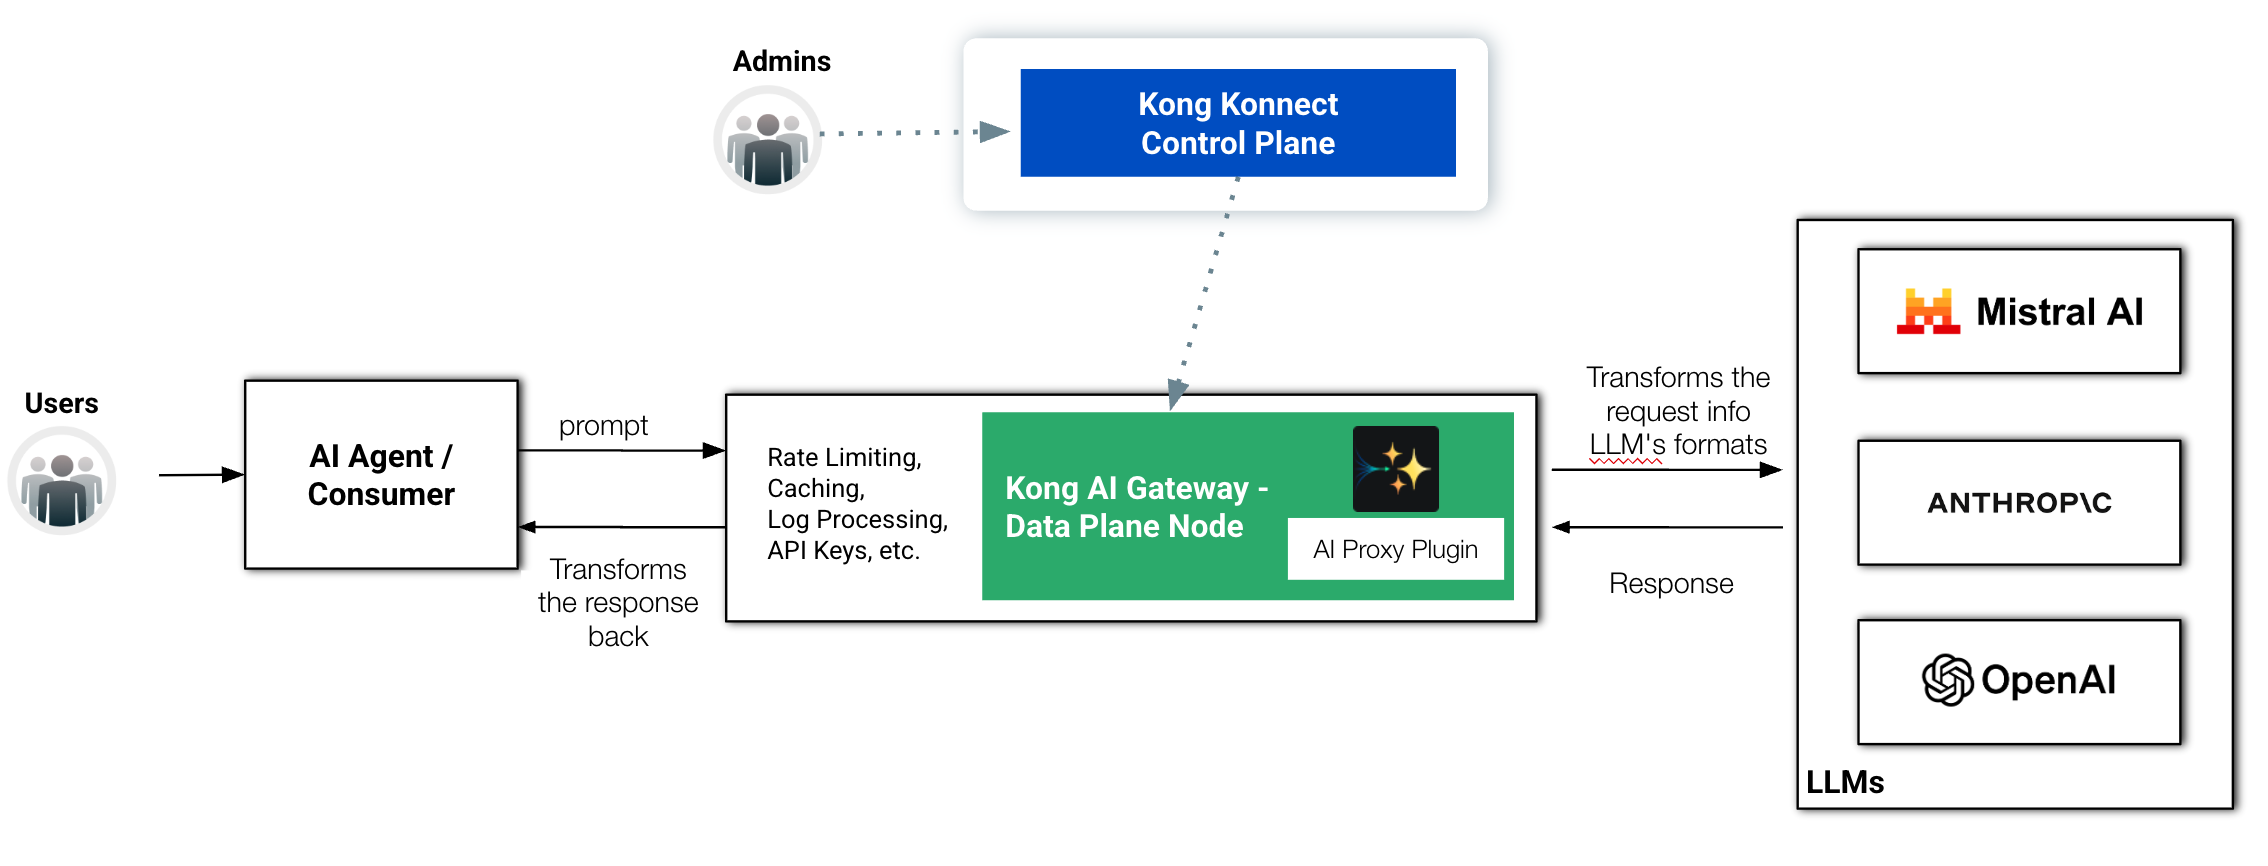 Admins
Kong Konnect
Control Plane
Users
AI Agent /
Consumer
prompt
Transforms
the response
back
Rate Limiting,
Caching,
Log Processing,
API Keys, etc.
Kong AI Gateway -
Data Plane Node
AI Proxy Plugin
Transforms the
request info
LLM's formats
Response
Mistral AI
ANTHROP\C
OpenAI
LLMs